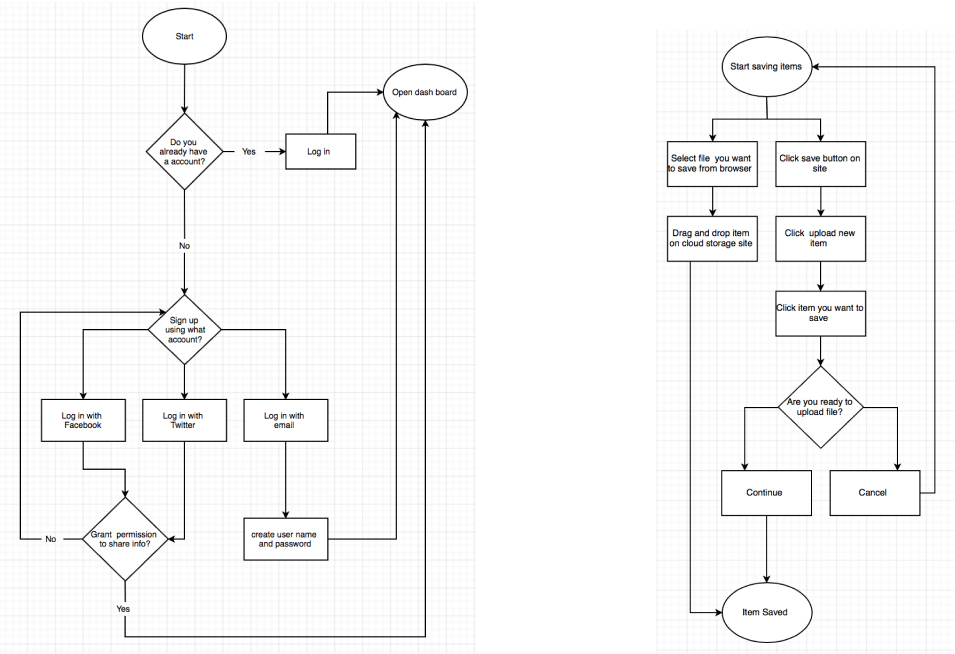 Start
Open dash board
Do you
already have
a account?
Yes
Log in
No
Sign up
using what
account?
Log in with
Facebook
Log in with
Twitter
Log in with
email
Grant permission
to share info?
No
create user name
and password
Yes
Start saving items
Select file you want
to save from browser
Click save button on
site
Drag and drop item
on cloud storage site
Click upload new
item
Click item you want to
save
Are you ready to
upload file?
Continue
Cancel
Item Saved